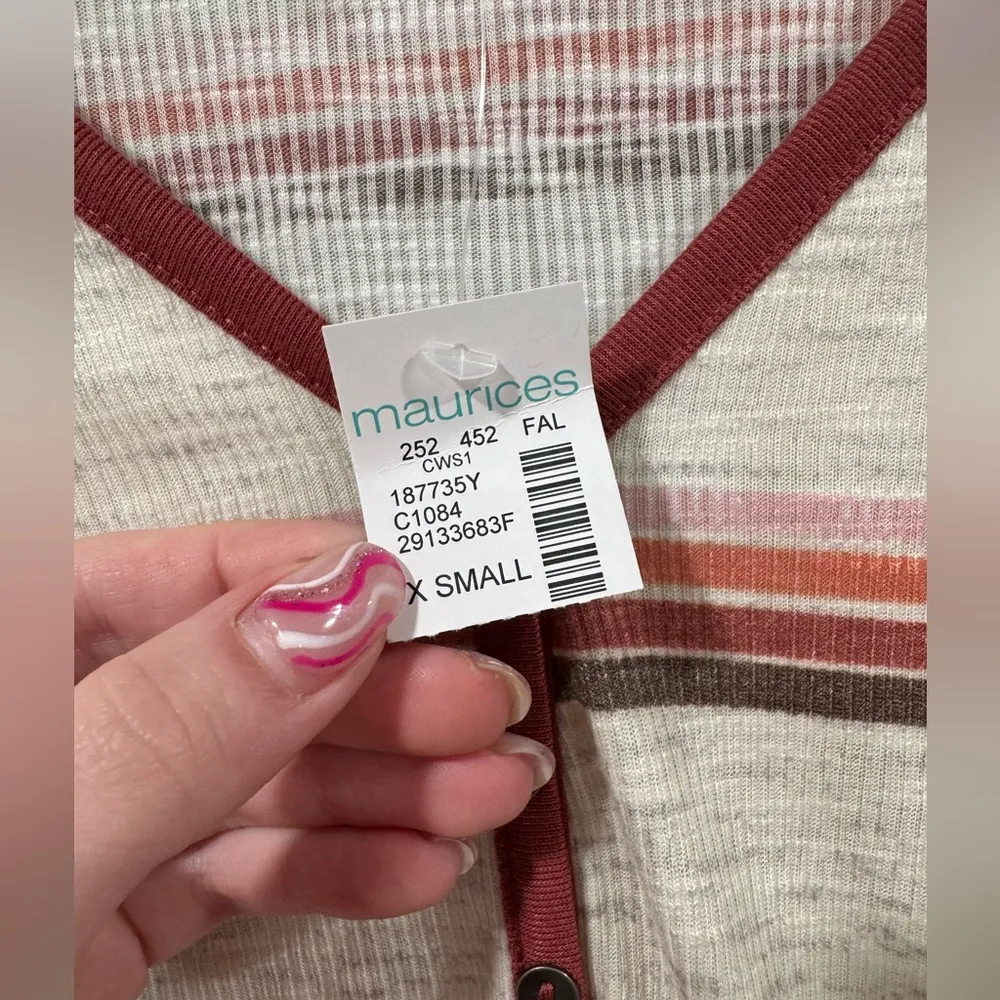 maurices
252 452 FAL
CWS1
187735Y
C1084
29133683F
X SMALL